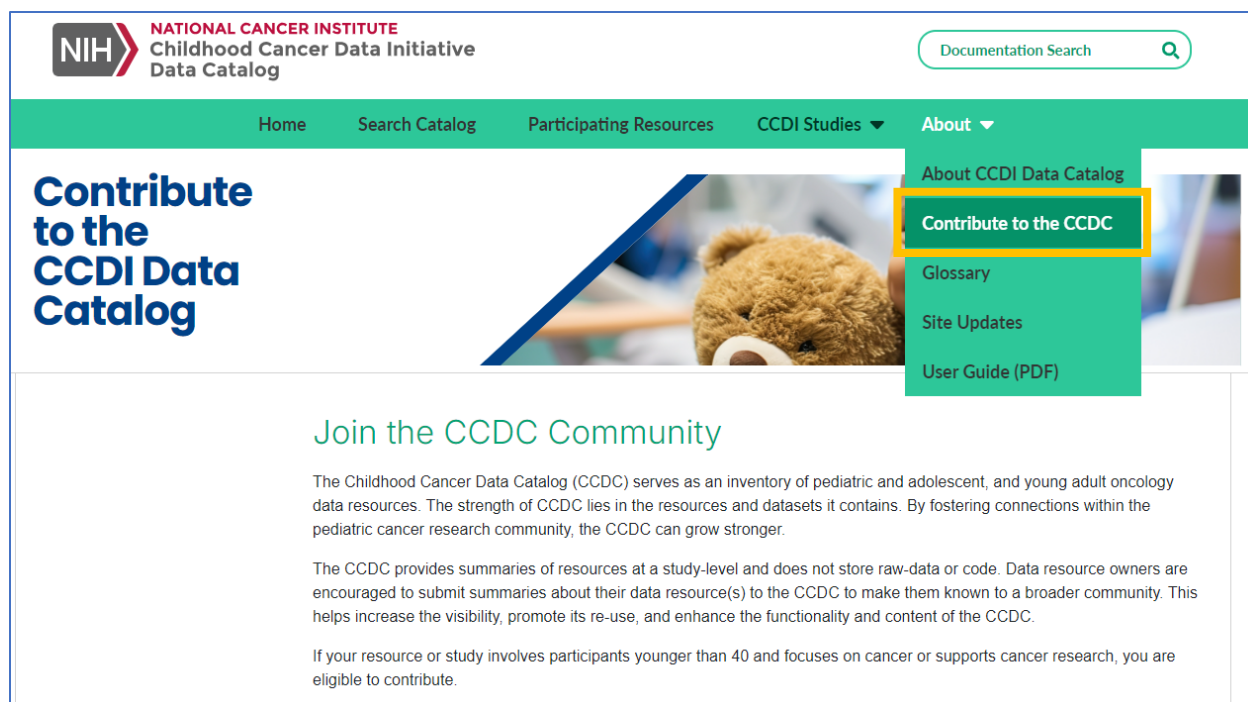 NIH
NATIONAL CANCER INSTITUTE
Childhood Cancer Data Initiative
Data Catalog
Documentation Search
Home Search Catalog Participating Resources CCDI Studies About
About CCDI Data Catalog
Contribute to the CCDC
Glossary
Site Updates
User Guide (PDF)
Contribute
to the
CCDI Data
Catalog
Join the CCDC Community
The Childhood Cancer Data Catalog (CCDC) serves as an inventory of pediatric and adolescent, and young adult oncology
data resources. The strength of CCDC lies in the resources and datasets it contains. By fostering connections within the
pediatric cancer research community, the CCDC can grow stronger.
The CCDC provides summaries of resources at a study-level and does not store raw-data or code. Data resource owners are
encouraged to submit summaries about their data resource(s) to the CCDC to make them known to a broader community. This
helps increase the visibility, promote its re-use, and enhance the functionality and content of the CCDC.
If your resource or study involves participants younger than 40 and focuses on cancer or supports cancer research, you are
eligible to contribute.